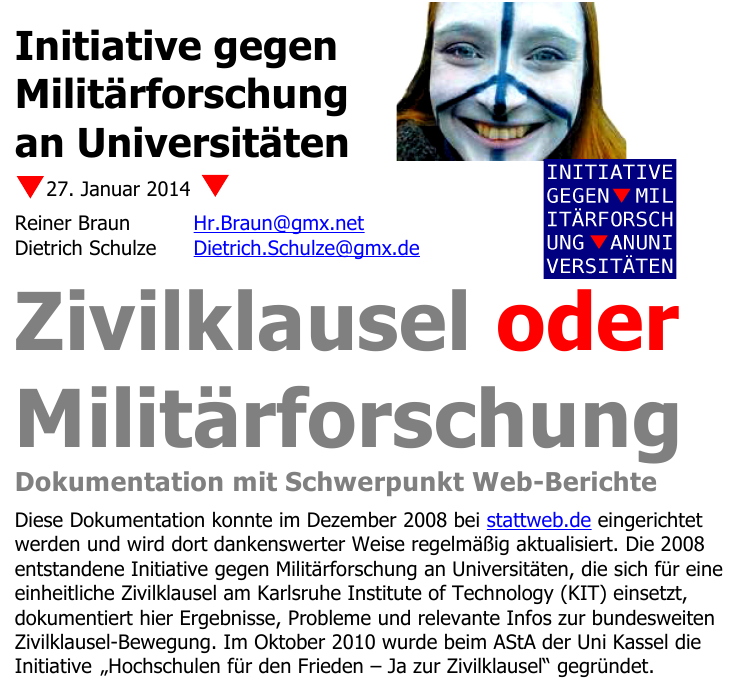 Initiative gegen
Militärforschung
an Universitäten
27. Januar 2014
Reiner Braun Hr.Braun@gmx.net
Dietrich Schulze Dietrich.Schulze@gmx.de
INITIATIVE
GEGEN MIL
ITÄRFORSCH
UNG ANUNI
VERSITÄTEN
Zivilklausel oder
Militärforschung
Dokumentation mit Schwerpunkt Web-Berichte
Diese Dokumentation konnte im Dezember 2008 bei stattweb.de eingerichtet
werden und wird dort dankenswerter Weise regelmäßig aktualisiert. Die 2008
entstandene Initiative gegen Militärforschung an Universitäten, die sich für eine
einheitliche Zivilklausel am Karlsruhe Institute of Technology (KIT) einsetzt,
dokumentiert hier Ergebnisse, Probleme und relevante Infos zur bundesweiten
Zivilklausel-Bewegung. Im Oktober 2010 wurde beim AStA der Uni Kassel die
Initiative „Hochschulen für den Frieden – Ja zur Zivilklausel“ gegründet.